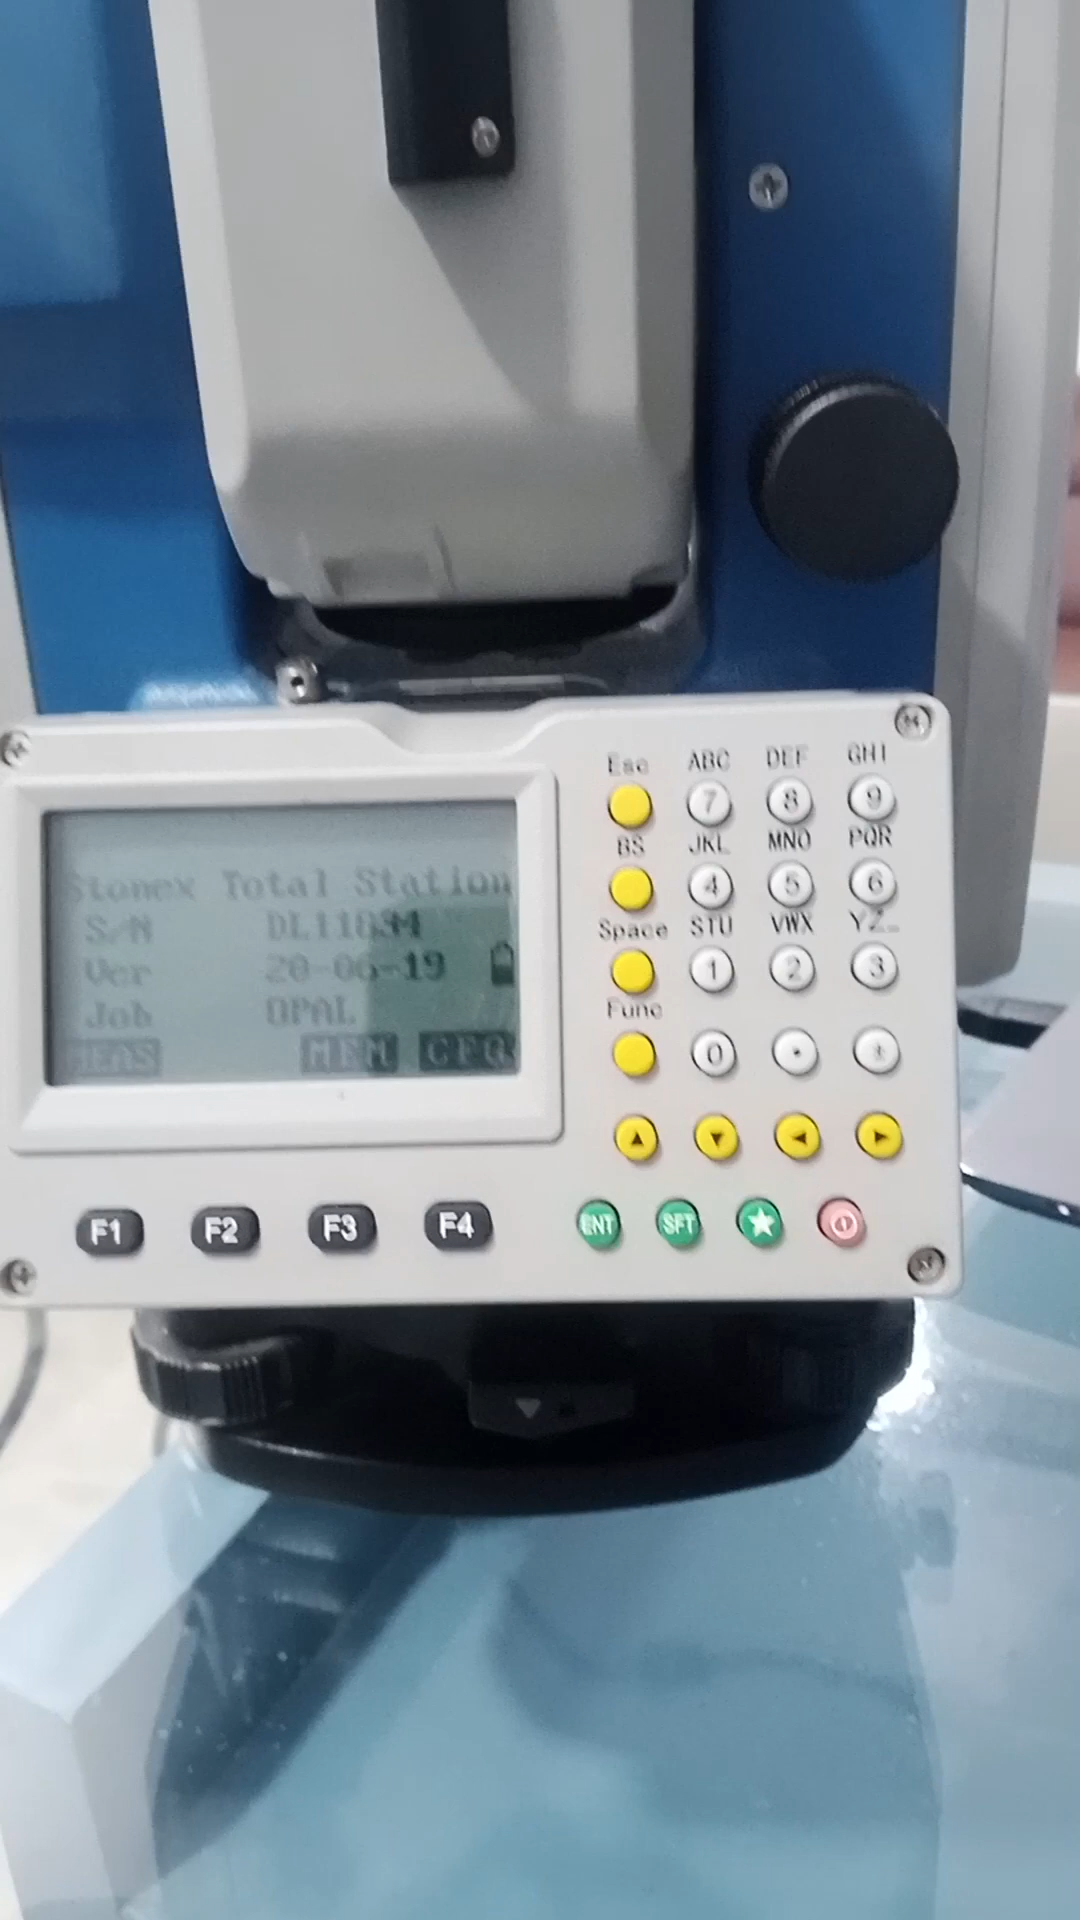 Stonex Total Station
S/N DL11834
Ver 20-06-19
Job OPAL
MEAS MEM CFG
Esc ABC DEF GHI
7 8 9
BS JKL MNO PQR
4 5 6
Space STU VWX YZ_
1 2 3
Func
0 •
▲ ▼ ◄ ►
F1 F2 F3 F4 ENT SFT ★